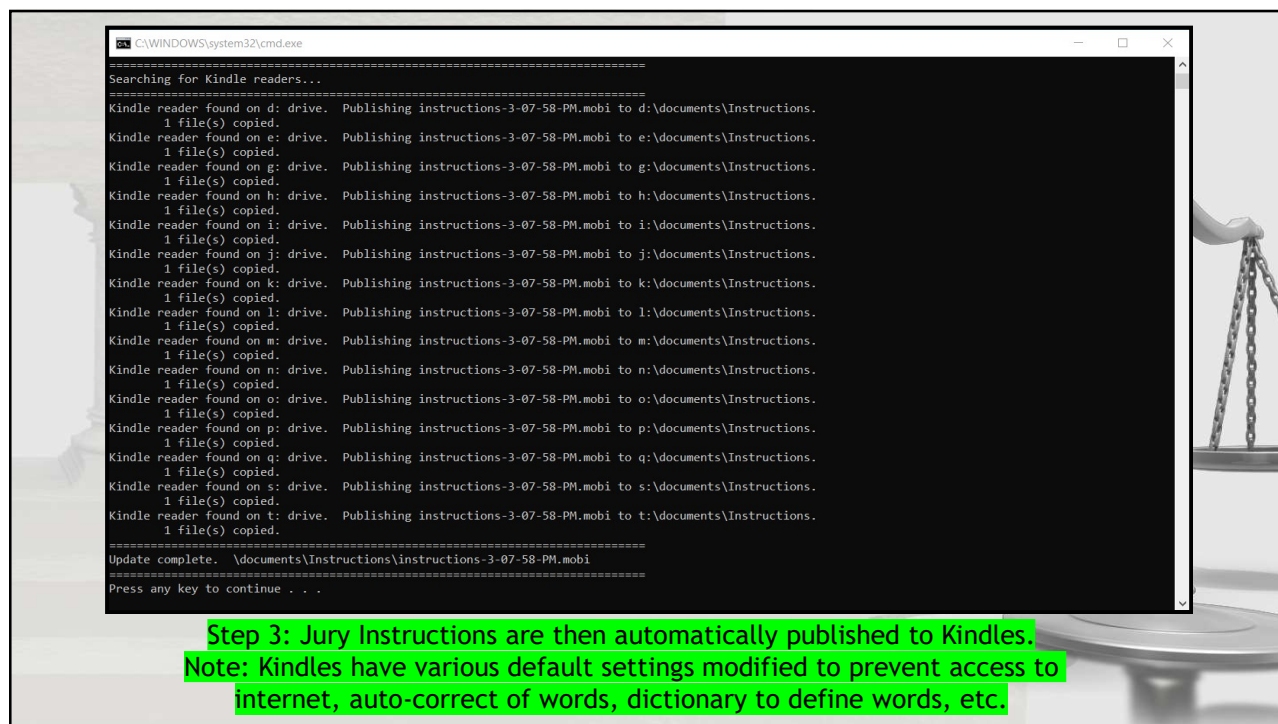 C:\WINDOWS\system32\cmd.exe
==============================================================================
Searching for Kindle readers...
==============================================================================
Kindle reader found on d: drive.  Publishing instructions-3-07-58-PM.mobi to d:\documents\Instructions.
        1 file(s) copied.
Kindle reader found on e: drive.  Publishing instructions-3-07-58-PM.mobi to e:\documents\Instructions.
        1 file(s) copied.
Kindle reader found on g: drive.  Publishing instructions-3-07-58-PM.mobi to g:\documents\Instructions.
        1 file(s) copied.
Kindle reader found on h: drive.  Publishing instructions-3-07-58-PM.mobi to h:\documents\Instructions.
        1 file(s) copied.
Kindle reader found on i: drive.  Publishing instructions-3-07-58-PM.mobi to i:\documents\Instructions.
        1 file(s) copied.
Kindle reader found on j: drive.  Publishing instructions-3-07-58-PM.mobi to j:\documents\Instructions.
        1 file(s) copied.
Kindle reader found on k: drive.  Publishing instructions-3-07-58-PM.mobi to k:\documents\Instructions.
        1 file(s) copied.
Kindle reader found on l: drive.  Publishing instructions-3-07-58-PM.mobi to l:\documents\Instructions.
        1 file(s) copied.
Kindle reader found on m: drive.  Publishing instructions-3-07-58-PM.mobi to m:\documents\Instructions.
        1 file(s) copied.
Kindle reader found on n: drive.  Publishing instructions-3-07-58-PM.mobi to n:\documents\Instructions.
        1 file(s) copied.
Kindle reader found on o: drive.  Publishing instructions-3-07-58-PM.mobi to o:\documents\Instructions.
        1 file(s) copied.
Kindle reader found on p: drive.  Publishing instructions-3-07-58-PM.mobi to p:\documents\Instructions.
        1 file(s) copied.
Kindle reader found on q: drive.  Publishing instructions-3-07-58-PM.mobi to q:\documents\Instructions.
        1 file(s) copied.
Kindle reader found on s: drive.  Publishing instructions-3-07-58-PM.mobi to s:\documents\Instructions.
        1 file(s) copied.
Kindle reader found on t: drive.  Publishing instructions-3-07-58-PM.mobi to t:\documents\Instructions.
        1 file(s) copied.
==============================================================================
Update complete.  \documents\Instructions\instructions-3-07-58-PM.mobi
==============================================================================
Press any key to continue . . .
Step 3: Jury Instructions are then automatically published to Kindles.
Note: Kindles have various default settings modified to prevent access to
internet, auto-correct of words, dictionary to define words, etc.